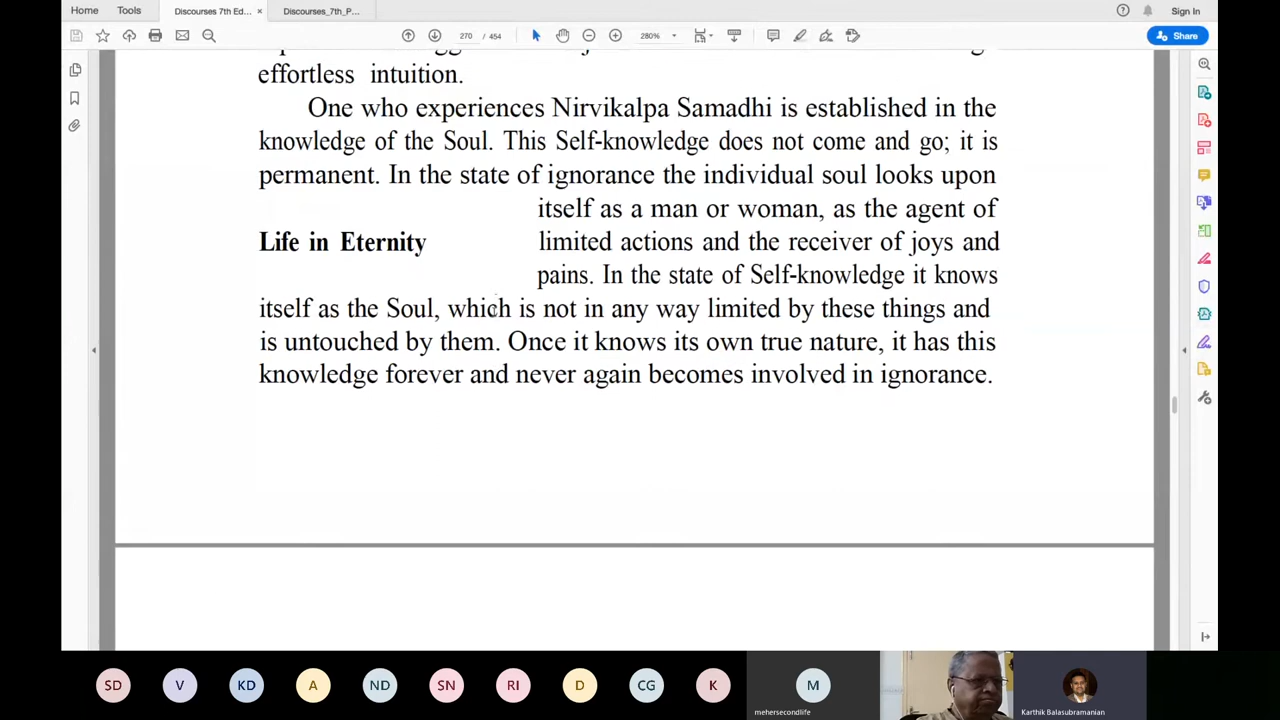 Home
Tools
Discourses 7th Ed... ×
Discourses_7th_P...
Sign In
270 / 454
280%
Share
effortless intuition.
One who experiences Nirvikalpa Samadhi is established in the
knowledge of the Soul. This Self-knowledge does not come and go; it is
permanent. In the state of ignorance the individual soul looks upon
itself as a man or woman, as the agent of
Life in Eternity
limited actions and the receiver of joys and
pains. In the state of Self-knowledge it knows
itself as the Soul, which is not in any way limited by these things and
is untouched by them. Once it knows its own true nature, it has this
knowledge forever and never again becomes involved in ignorance.
SD
V
KD
A
ND
SN
RI
D
CG
K
M
mehersecondlife
Karthik Balasubramanian